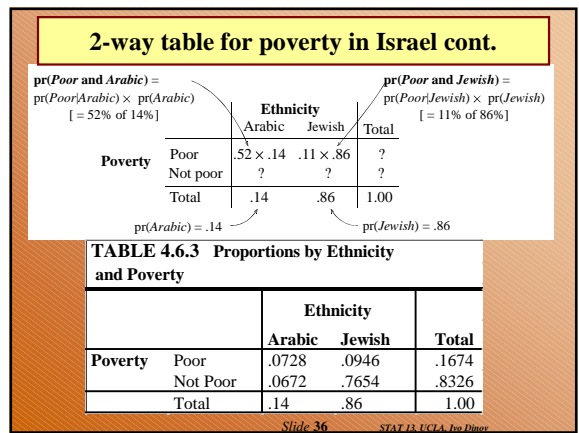 2-way table for poverty in Israel cont.
pr(Poor and Arabic) =
pr(Poor|Arabic) × pr(Arabic)
[ = 52% of 14%]
pr(Poor and Jewish) =
pr(Poor|Jewish) × pr(Jewish)
[ = 11% of 86%]
Ethnicity
Arabic Jewish Total
Poverty
Poor .52 × .14 .11 × .86 ?
Not poor ? ? ?
Total .14 .86 1.00
pr(Arabic) = .14 pr(Jewish) = .86
TABLE 4.6.3 Proportions by Ethnicity
and Poverty
Ethnicity
Arabic Jewish Total
Poverty Poor .0728 .0946 .1674
Not Poor .0672 .7654 .8326
Total .14 .86 1.00
Slide 36 STAT 13, UCLA, Ivo Dinov